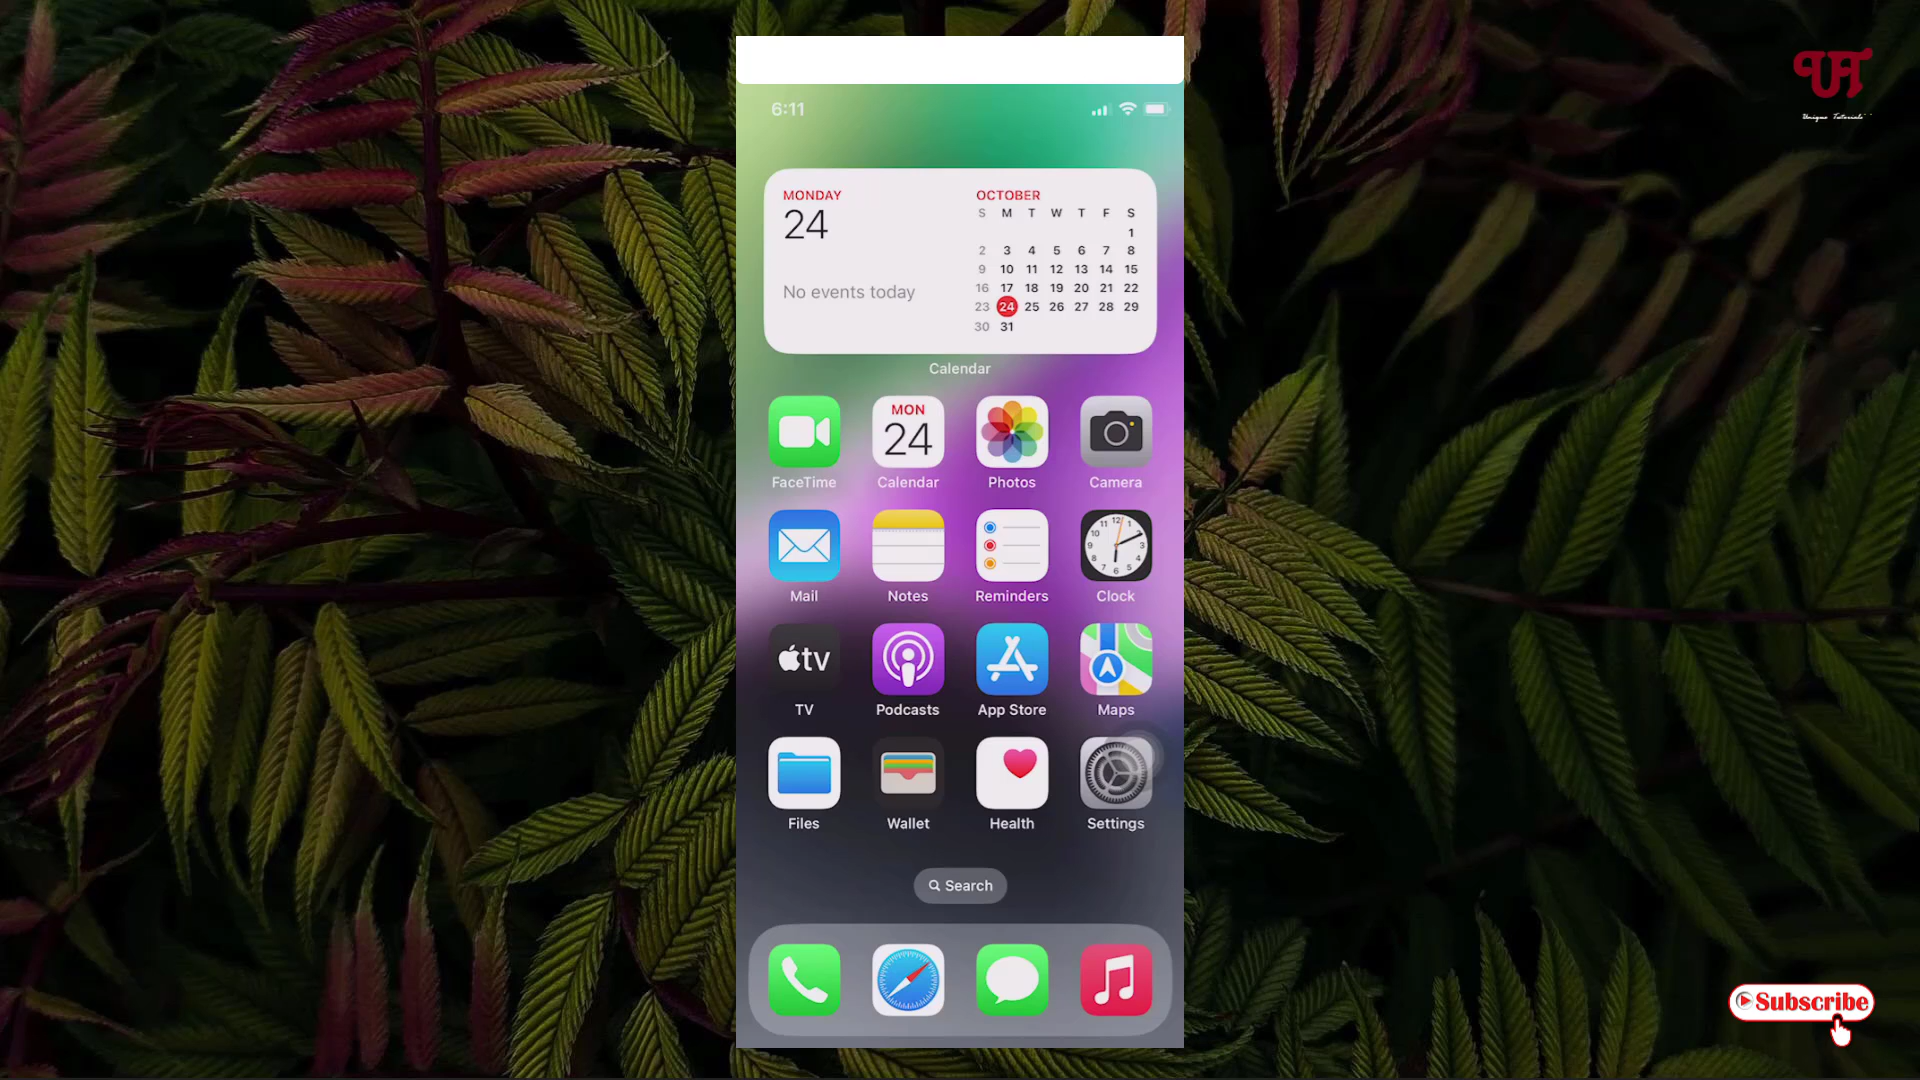 6:11
UT
Unique Tutorials
MONDAY
24
No events today
OCTOBER
S M T W T F S
1
2 3 4 5 6 7 8
9 10 11 12 13 14 15
16 17 18 19 20 21 22
23 24 25 26 27 28 29
30 31
Calendar
MON
24
FaceTime Calendar Photos Camera
Mail Notes Reminders Clock
tv
TV Podcasts App Store Maps
Files Wallet Health Settings
Search
Subscribe